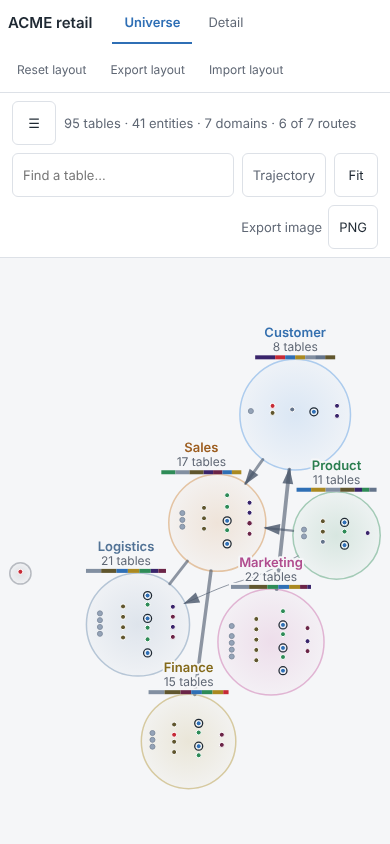 ACME retail Universe Detail
Reset layout Export layout Import layout
☰ 95 tables · 41 entities · 7 domains · 6 of 7 routes
Find a table... Trajectory Fit
Export image PNG
Customer
8 tables
Sales
17 tables
Product
11 tables
Logistics
21 tables
Marketing
22 tables
Finance
15 tables